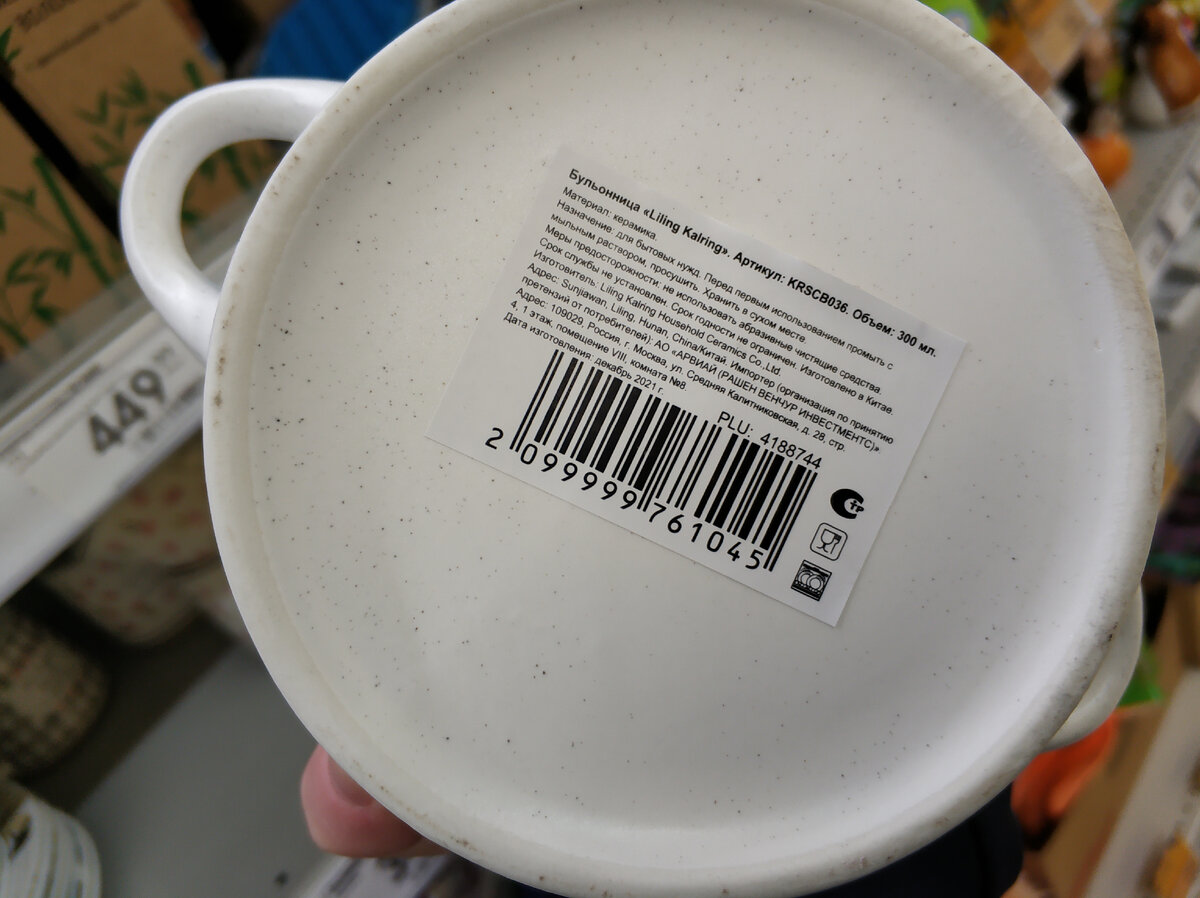 Бульонница «Liling Kalring». Артикул: KRSCB036. Объем: 300 мл.
Материал: керамика.
Назначение: для бытовых нужд. Перед первым использованием промыть с
мыльным раствором, просушить. Хранить в сухом месте.
Меры предосторожности: не использовать абразивные чистящие средства.
Срок службы не установлен. Срок годности не ограничен. Изготовлено в Китае.
Изготовитель: Liling Kalring Household Ceramics Co.,Ltd.
Адрес: Sunjiawan, Liling, Hunan, China/Китай. Импортер (организация по принятию
претензий от потребителей): АО «АРВИАЙ (РАШЕН ВЕНЧУР ИНВЕСТМЕНТС)».
Адрес: 109029, Россия, г. Москва, ул. Средняя Калитниковская, д. 28, стр.
4, 1 этаж, помещение VIII, комната №8
Дата изготовления: декабрь 2021 г.
PLU: 4188744
2 099999 761045
449